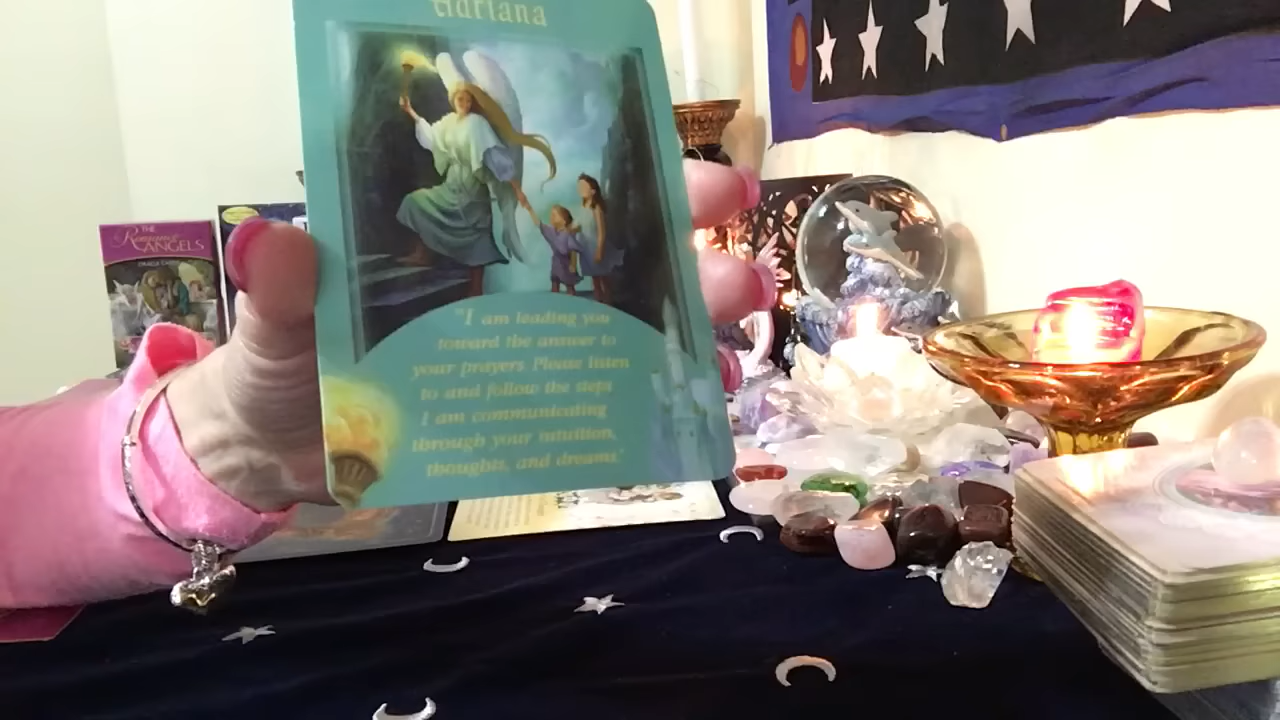 Adriana
"I am leading you
toward the answer to
your prayers. Please listen
to and follow the steps
I am communicating
through your intuition,
thoughts, and dreams."
THE
Romance
ANGELS
ORACLE CARDS